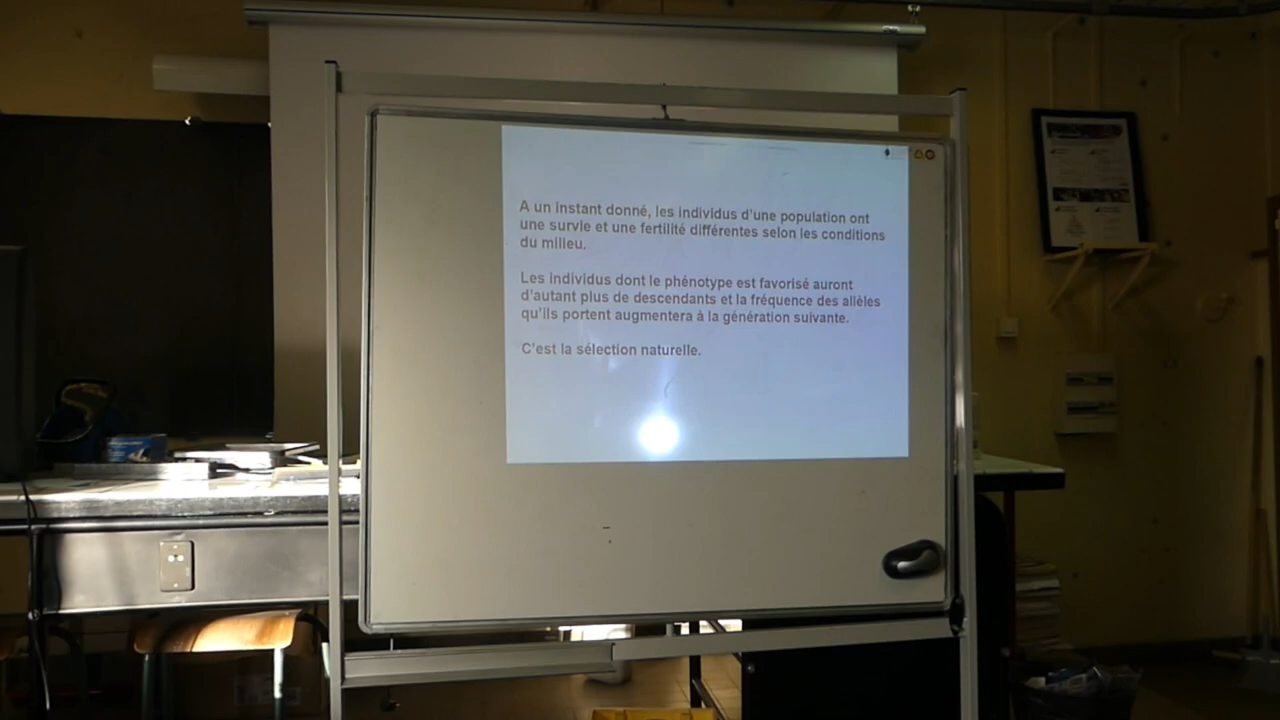 A un instant donné, les individus d'une population ont
une survie et une fertilité différentes selon les conditions
du milieu.
Les individus dont le phénotype est favorisé auront
d'autant plus de descendants et la fréquence des allèles
qu'ils portent augmentera à la génération suivante.
C'est la sélection naturelle.